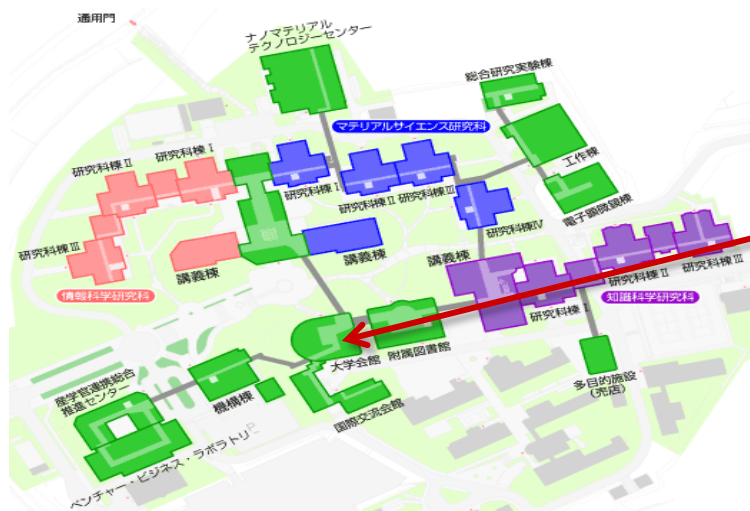 通用門
ナノマテリアル
テクノロジーセンター
総合研究実験棟
マテリアルサイエンス研究科
研究科棟Ⅱ
研究科棟Ⅰ
工作棟
研究科棟Ⅰ
研究科棟Ⅱ
研究科棟Ⅲ
電子顕微鏡棟
研究科棟Ⅲ
研究科棟Ⅳ
講義棟
講義棟
講義棟
情報科学研究科
研究科棟Ⅰ
研究科棟Ⅱ
研究科棟Ⅲ
知識科学研究科
大学会館
附属図書館
産学官連携総合
推進センター
機構棟
国際交流会館
多目的施設
（売店）
ベンチャー・ビジネス・ラボラトリ